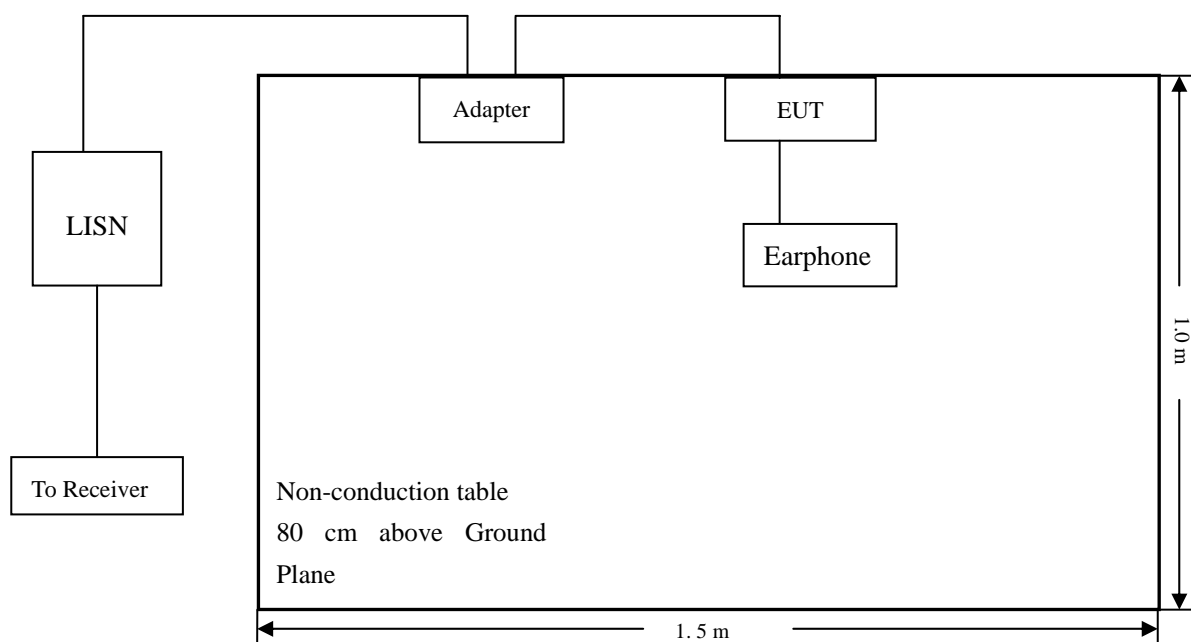 Adapter
EUT
LISN
Earphone
1.0 m
To Receiver
Non-conduction table
80 cm above Ground
Plane
1. 5 m